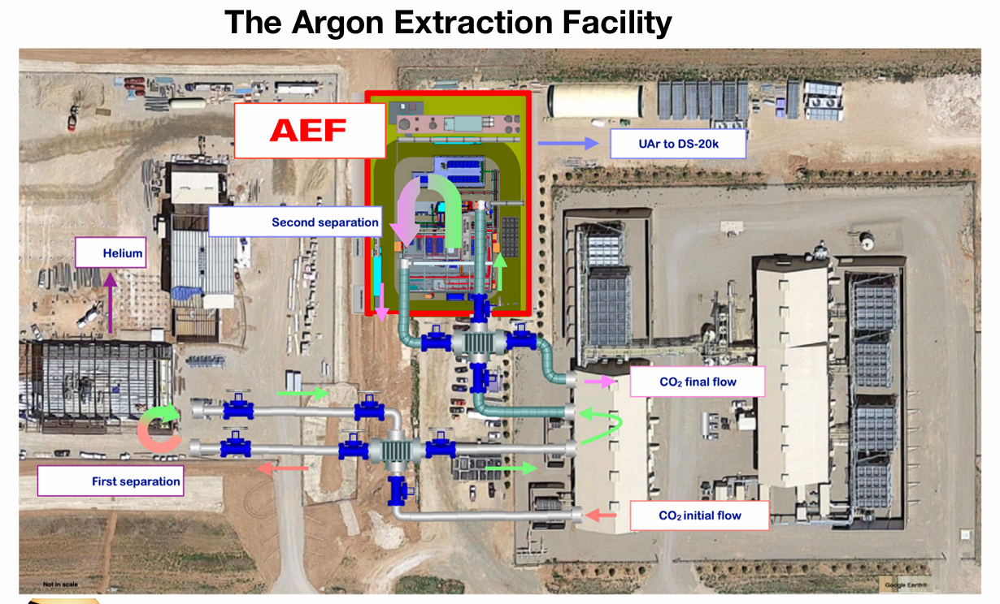 The Argon Extraction Facility
AEF
UAr to DS-20k
Second separation
Helium
CO₂ final flow
First separation
CO₂ initial flow
Not in scale
Google Earth®